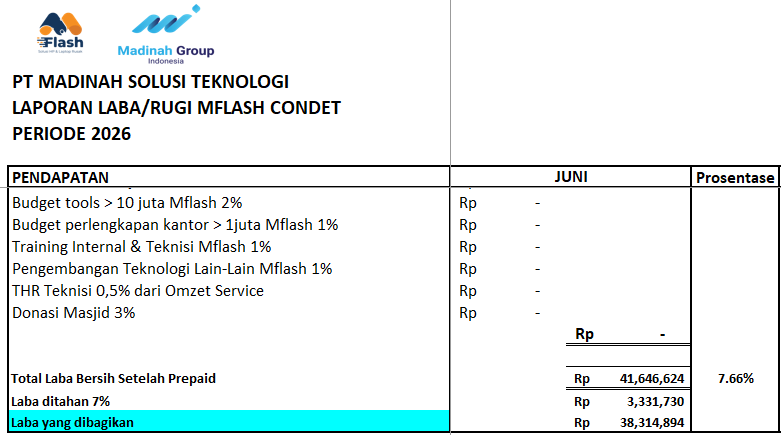 Flash
Madinah Group
Indonesia
PT MADINAH SOLUSI TEKNOLOGI
LAPORAN LABA/RUGI MFLASH CONDET
PERIODE 2026
PENDAPATAN JUNI Prosentase
Budget tools > 10 juta Mflash 2% Rp -
Budget perlengkapan kantor > 1juta Mflash 1% Rp -
Training Internal & Teknisi Mflash 1% Rp -
Pengembangan Teknologi Lain-Lain Mflash 1% Rp -
THR Teknisi 0,5% dari Omzet Service Rp -
Donasi Masjid 3% Rp -
Rp -
Total Laba Bersih Setelah Prepaid Rp 41,646,624 7.66%
Laba ditahan 7% Rp 3,331,730
Laba yang dibagikan Rp 38,314,894